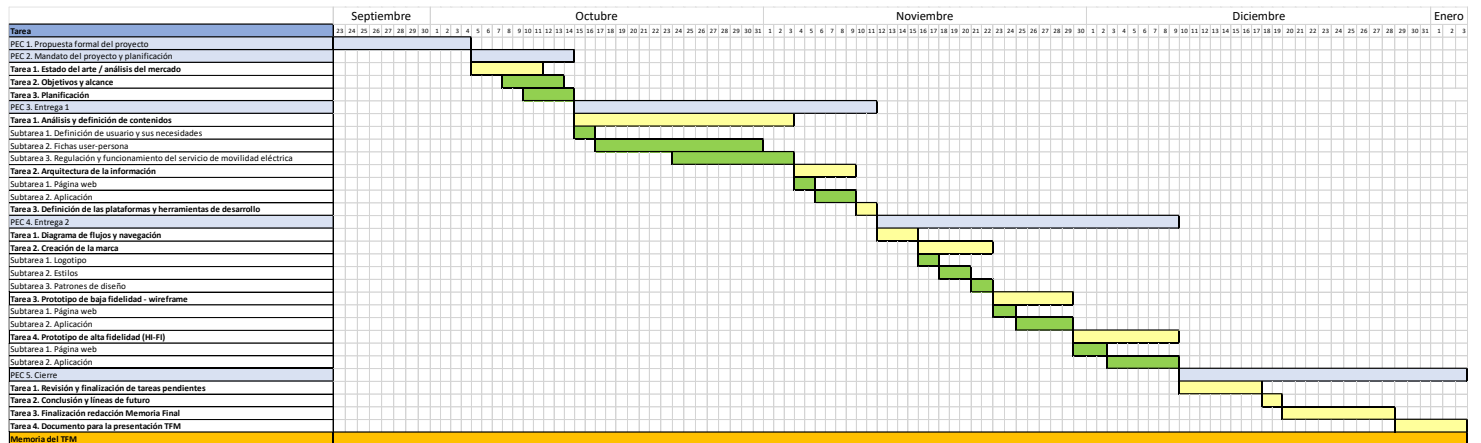 Septiembre Octubre Noviembre Diciembre Enero
Tarea 23 24 25 26 27 28 29 30 1 2 3 4 5 6 7 8 9 10 11 12 13 14 15 16 17 18 19 20 21 22 23 24 25 26 27 28 29 30 31 1 2 3 4 5 6 7 8 9 10 11 12 13 14 15 16 17 18 19 20 21 22 23 24 25 26 27 28 29 30 1 2 3 4 5 6 7 8 9 10 11 12 13 14 15 16 17 18 19 20 21 22 23 24 25 26 27 28 29 30 31 1 2 3
PEC 1. Propuesta formal del proyecto
PEC 2. Mandato del proyecto y planificación
Tarea 1. Estado del arte / análisis del mercado
Tarea 2. Objetivos y alcance
Tarea 3. Planificación
PEC 3. Entrega 1
Tarea 1. Análisis y definición de contenidos
Subtarea 1. Definición de usuario y sus necesidades
Subtarea 2. Fichas user-persona
Subtarea 3. Regulación y funcionamiento del servicio de movilidad eléctrica
Tarea 2. Arquitectura de la información
Subtarea 1. Página web
Subtarea 2. Aplicación
Tarea 3. Definición de las plataformas y herramientas de desarrollo
PEC 4. Entrega 2
Tarea 1. Diagrama de flujos y navegación
Tarea 2. Creación de la marca
Subtarea 1. Logotipo
Subtarea 2. Estilos
Subtarea 3. Patrones de diseño
Tarea 3. Prototipo de baja fidelidad - wireframe
Subtarea 1. Página web
Subtarea 2. Aplicación
Tarea 4. Prototipo de alta fidelidad (HI-FI)
Subtarea 1. Página web
Subtarea 2. Aplicación
PEC 5. Cierre
Tarea 1. Revisión y finalización de tareas pendientes
Tarea 2. Conclusión y líneas de futuro
Tarea 3. Finalización redacción Memoria Final
Tarea 4. Documento para la presentación TFM
Memoria del TFM